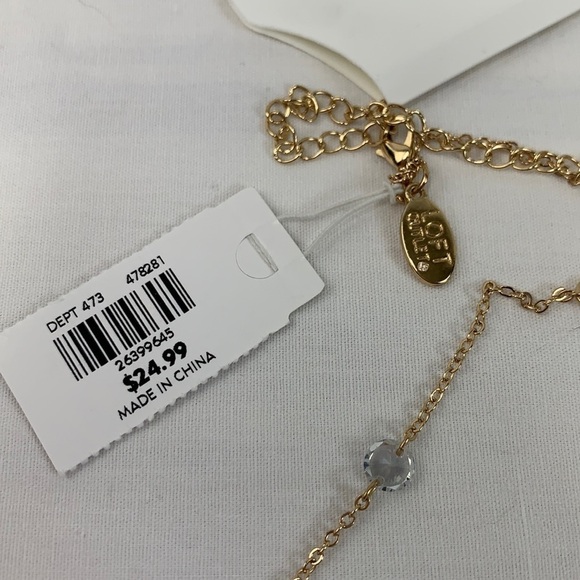 DEPT 473 478281
26399645
$24.99
MADE IN CHINA
LOFT
OUTLET